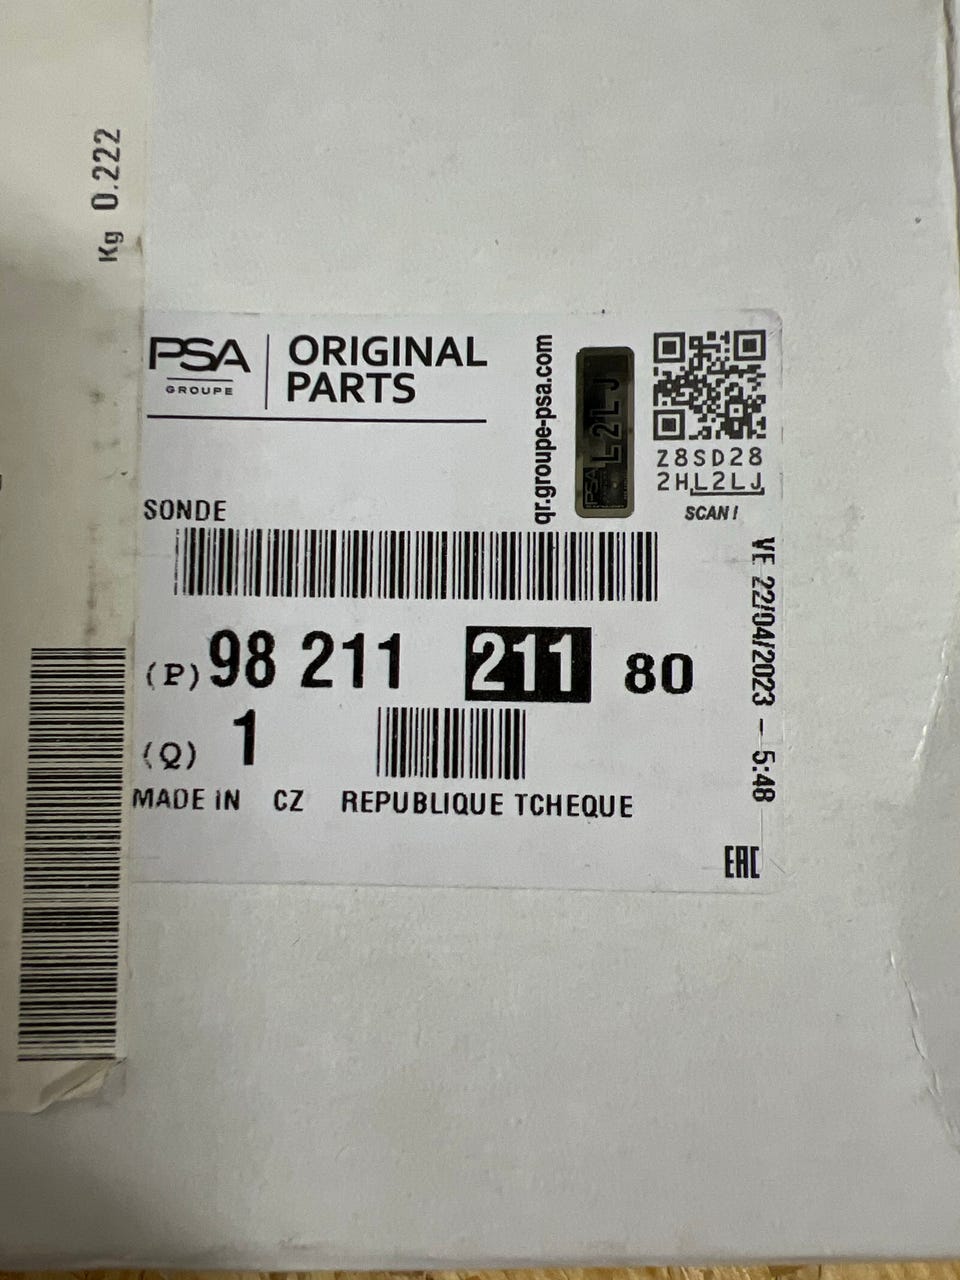 Kg 0.222
PSA
GROUPE
ORIGINAL
PARTS
qr.groupe-psa.com
PSA L2LJ
Z8SD28
2HL2LJ
SCAN!
SONDE
(P) 98 211 211 80
(Q) 1
MADE IN CZ REPUBLIQUE TCHEQUE
VE 22/04/2023 - 5:48
EAC